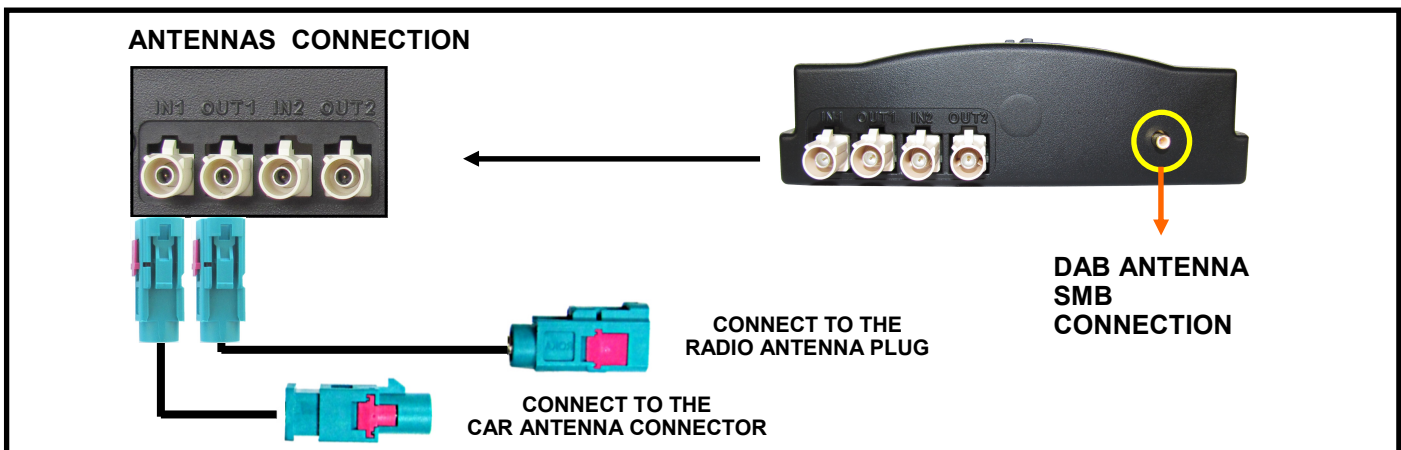 ANTENNAS CONNECTION
IN1 OUT1 IN2 OUT2
IN1 OUT1 IN2 OUT2
DAB ANTENNA
SMB
CONNECTION
CONNECT TO THE
RADIO ANTENNA PLUG
CONNECT TO THE
CAR ANTENNA CONNECTOR